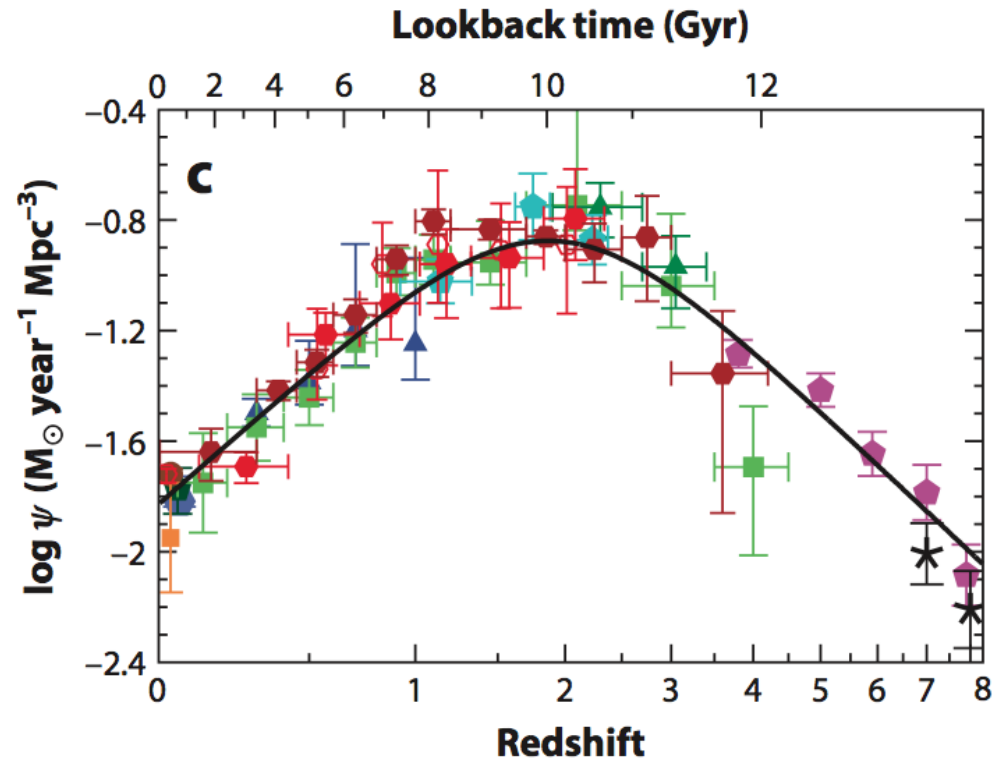 Lookback time (Gyr)
0 2 4 6 8 10 12
−0.4
C
−0.8
−1.2
−1.6
−2
−2.4
log ψ (M⊙ year−1 Mpc−3)
0 1 2 3 4 5 6 7 8
Redshift